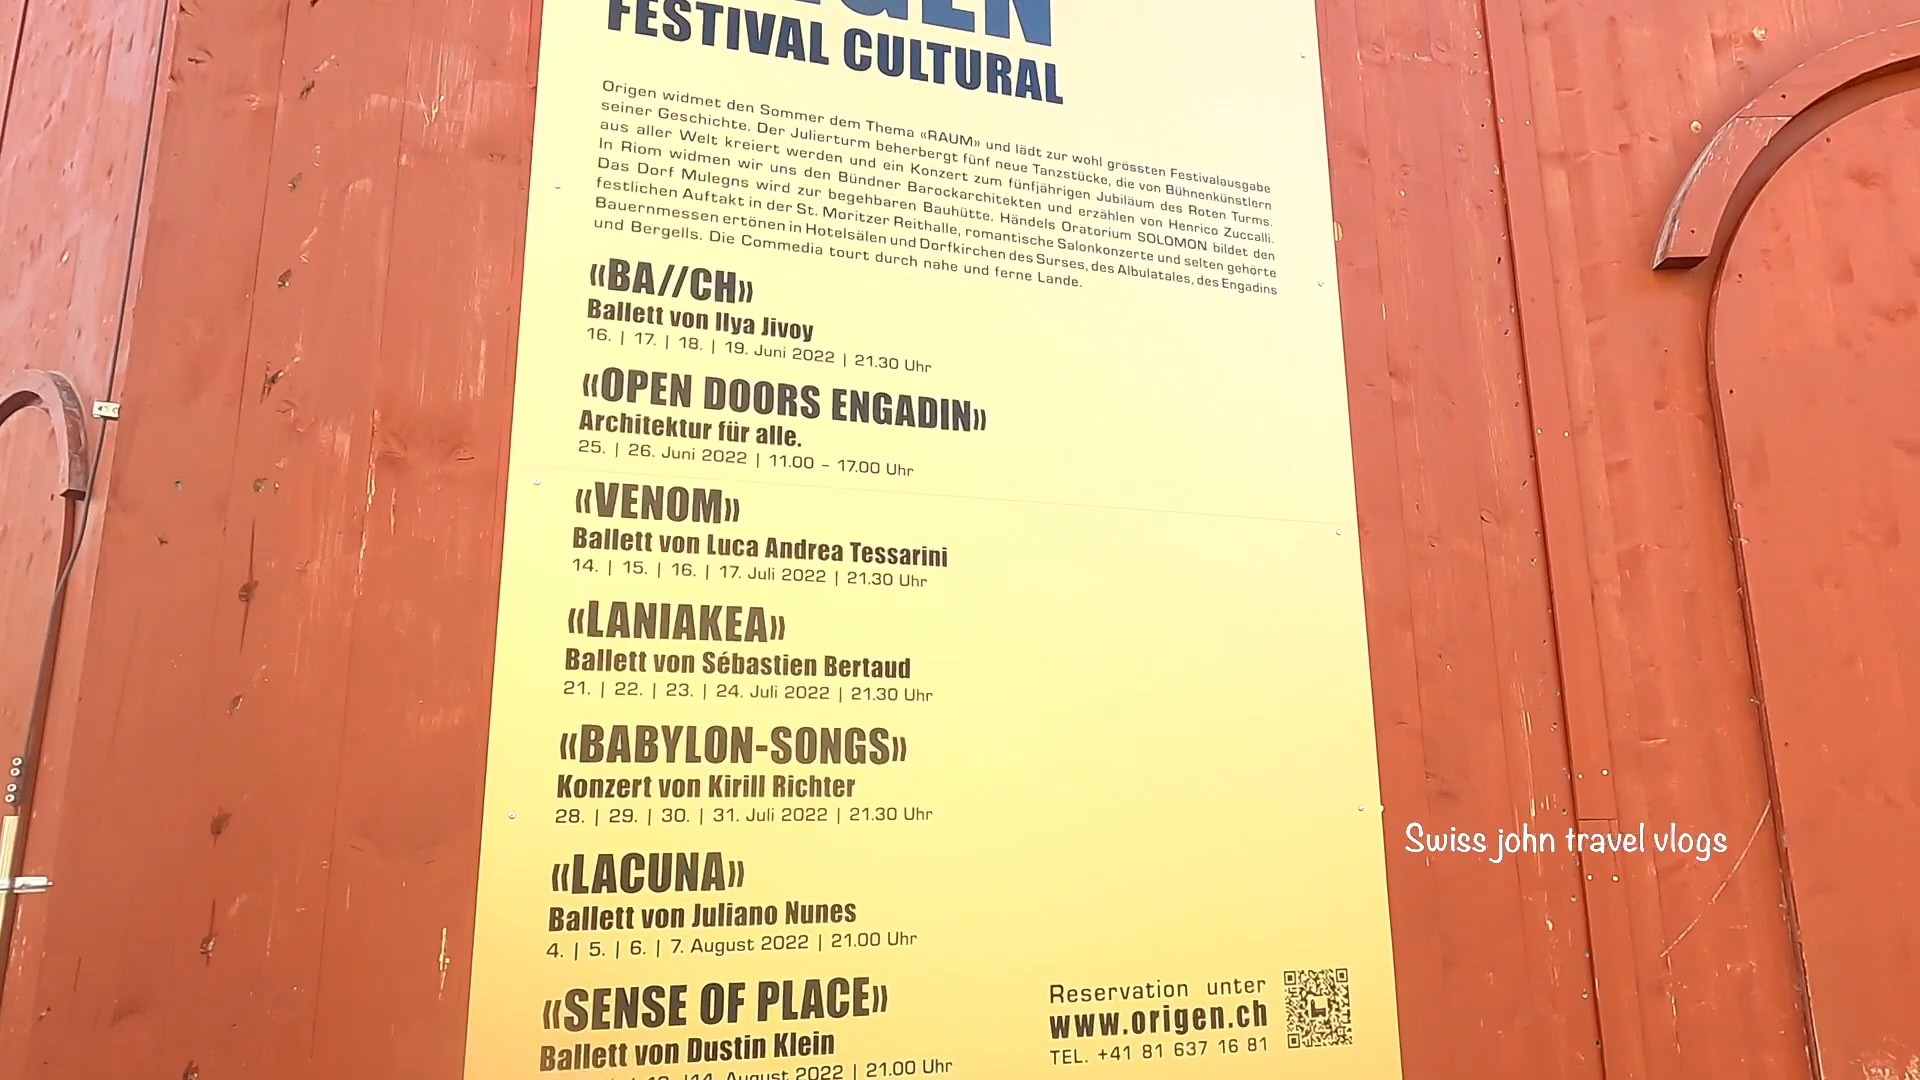 FESTIVAL CULTURAL
Origen widmet den Sommer dem Thema «RAUM» und lädt zur wohl grössten Festivalausgabe
seiner Geschichte. Der Julierturm beherbergt fünf neue Tanzstücke, die von Bühnenkünstlern
aus aller Welt kreiert werden und ein Konzert zum fünfjährigen Jubiläum des Roten Turms.
In Riom widmen wir uns den Bündner Barockarchitekten und erzählen von Henrico Zuccalli.
Das Dorf Mulegns wird zur begehbaren Bauhütte. Händels Oratorium SOLOMON bildet den
festlichen Auftakt in der St. Moritzer Reithalle, romantische Salonkonzerte und selten gehörte
Bauernmessen ertönen in Hotelsälen und Dorfkirchen des Surses, des Albulatales, des Engadins
und Bergells. Die Commedia tourt durch nahe und ferne Lande.
«BA//CH»
Ballett von Ilya Jivoy
16. | 17. | 18. | 19. Juni 2022 | 21.30 Uhr
«OPEN DOORS ENGADIN»
Architektur für alle.
25. | 26. Juni 2022 | 11.00 – 17.00 Uhr
«VENOM»
Ballett von Luca Andrea Tessarini
14. | 15. | 16. | 17. Juli 2022 | 21.30 Uhr
«LANIAKEA»
Ballett von Sébastien Bertaud
21. | 22. | 23. | 24. Juli 2022 | 21.30 Uhr
«BABYLON-SONGS»
Konzert von Kirill Richter
28. | 29. | 30. | 31. Juli 2022 | 21.30 Uhr
«LACUNA»
Ballett von Juliano Nunes
4. | 5. | 6. | 7. August 2022 | 21.00 Uhr
«SENSE OF PLACE»
Ballett von Dustin Klein
August 2022 | 21.00 Uhr
Reservation unter
www.origen.ch
TEL. +41 81 637 16 81
Swiss john travel vlogs